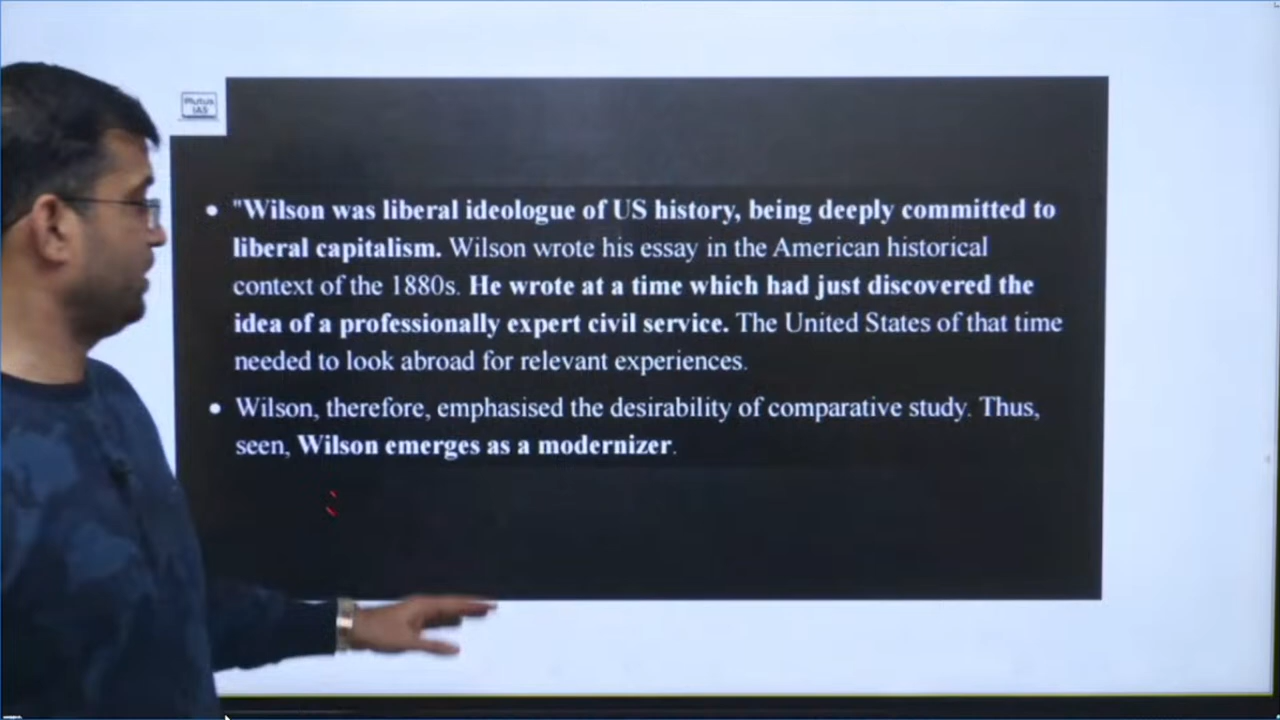 Plutus
IAS
• "Wilson was liberal ideologue of US history, being deeply committed to
liberal capitalism. Wilson wrote his essay in the American historical
context of the 1880s. He wrote at a time which had just discovered the
idea of a professionally expert civil service. The United States of that time
needed to look abroad for relevant experiences.
• Wilson, therefore, emphasised the desirability of comparative study. Thus,
seen, Wilson emerges as a modernizer.